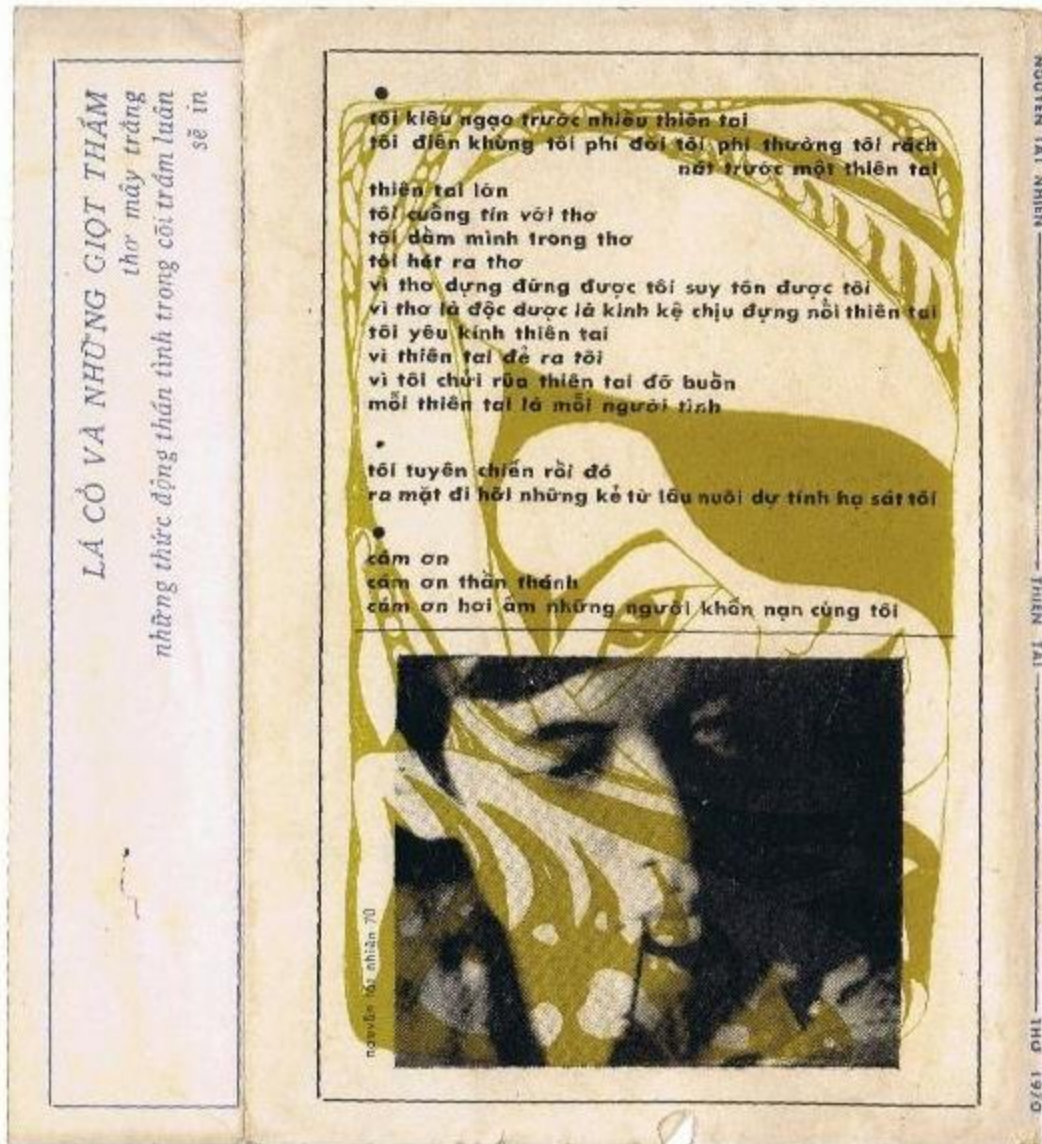 LÁ CỎ VÀ NHỮNG GIỌT THẤM
thơ mây trắng
những thức động thần tình trong cõi trầm luân
sẽ in
tôi kiêu ngạo trước nhiều thiên tai
tôi điên khùng tôi phi đời tôi phi thường tôi rách
nát trước một thiên tai
thiên tai lớn
tôi cuồng tín với thơ
tôi dầm mình trong thơ
tôi hát ra thơ
vì thơ dựng đứng được tôi suy tôn được tôi
vì thơ là độc dược là kinh kệ chịu đựng nổi thiên tai
tôi yêu kính thiên tai
vì thiên tai đẻ ra tôi
vì tôi chửi rủa thiên tai đỡ buồn
mỗi thiên tai là mỗi người tình
tôi tuyên chiến rồi đó
ra mặt đi hỡi những kẻ từ lâu nuôi dự tính hạ sát tôi
cám ơn
cám ơn thần thánh
cám ơn hơi âm những người khốn nạn cùng tôi
nguyễn tất nhiên 70
NGUYỄN TẤT NHIÊN THIÊN TAI THƠ 1970